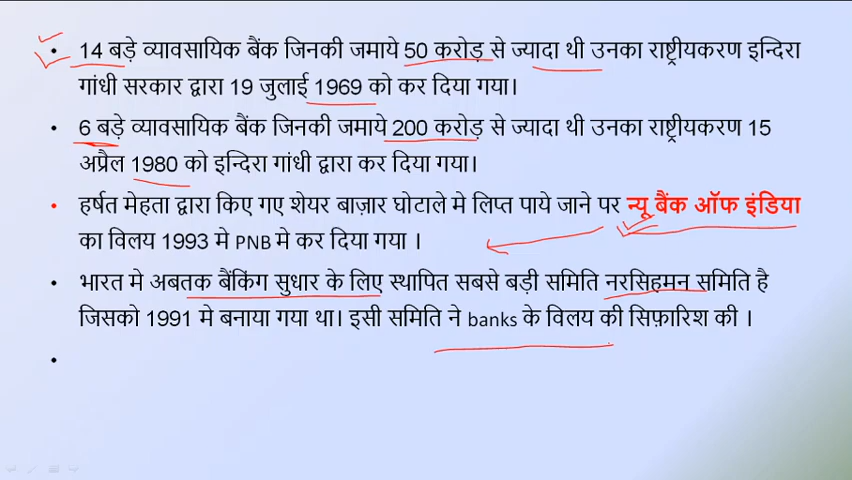 • 14 बड़े व्यावसायिक बैंक जिनकी जमाये 50 करोड़ से ज्यादा थी उनका राष्ट्रीयकरण इन्दिरा
गांधी सरकार द्वारा 19 जुलाई 1969 को कर दिया गया।
• 6 बड़े व्यावसायिक बैंक जिनकी जमाये 200 करोड़ से ज्यादा थी उनका राष्ट्रीयकरण 15
अप्रैल 1980 को इन्दिरा गांधी द्वारा कर दिया गया।
• हर्षत मेहता द्वारा किए गए शेयर बाज़ार घोटाले मे लिप्त पाये जाने पर न्यू बैंक ऑफ इंडिया
का विलय 1993 मे PNB मे कर दिया गया ।
• भारत मे अबतक बैंकिंग सुधार के लिए स्थापित सबसे बड़ी समिति नरसिहमन समिति है
जिसको 1991 मे बनाया गया था। इसी समिति ने banks के विलय की सिफ़ारिश की ।
•